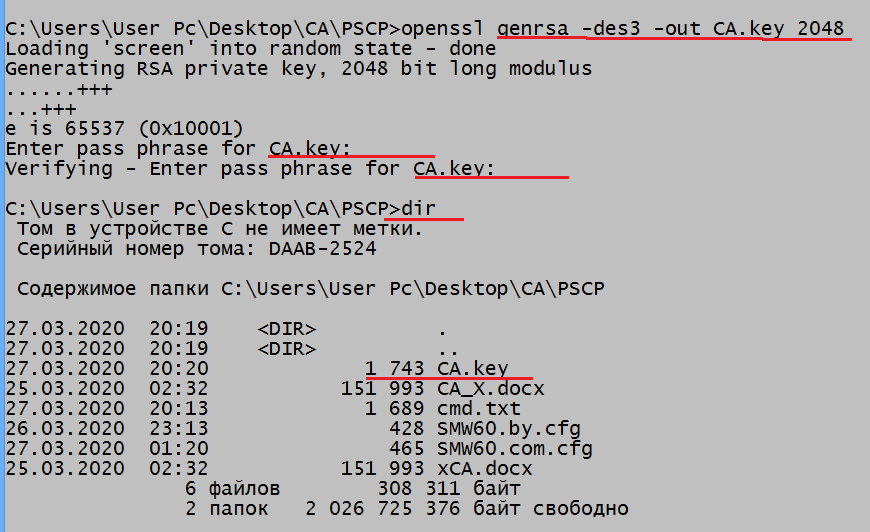 C:\Users\User Pc\Desktop\CA\PSCP>openssl genrsa -des3 -out CA.key 2048
Loading 'screen' into random state - done
Generating RSA private key, 2048 bit long modulus
......+++
...+++
e is 65537 (0x10001)
Enter pass phrase for CA.key:
Verifying - Enter pass phrase for CA.key:
C:\Users\User Pc\Desktop\CA\PSCP>dir
Том в устройстве C не имеет метки.
Серийный номер тома: DAAB-2524
Содержимое папки C:\Users\User Pc\Desktop\CA\PSCP
27.03.2020  20:19    <DIR>          .
27.03.2020  20:19    <DIR>          ..
27.03.2020  20:20             1 743 CA.key
25.03.2020  02:32           151 993 CA_X.docx
27.03.2020  20:13             1 689 cmd.txt
26.03.2020  23:13               428 SMW60.by.cfg
27.03.2020  01:20               465 SMW60.com.cfg
25.03.2020  02:32           151 993 xCA.docx
6 файлов        308 311 байт
2 папок   2 026 725 376 байт свободно